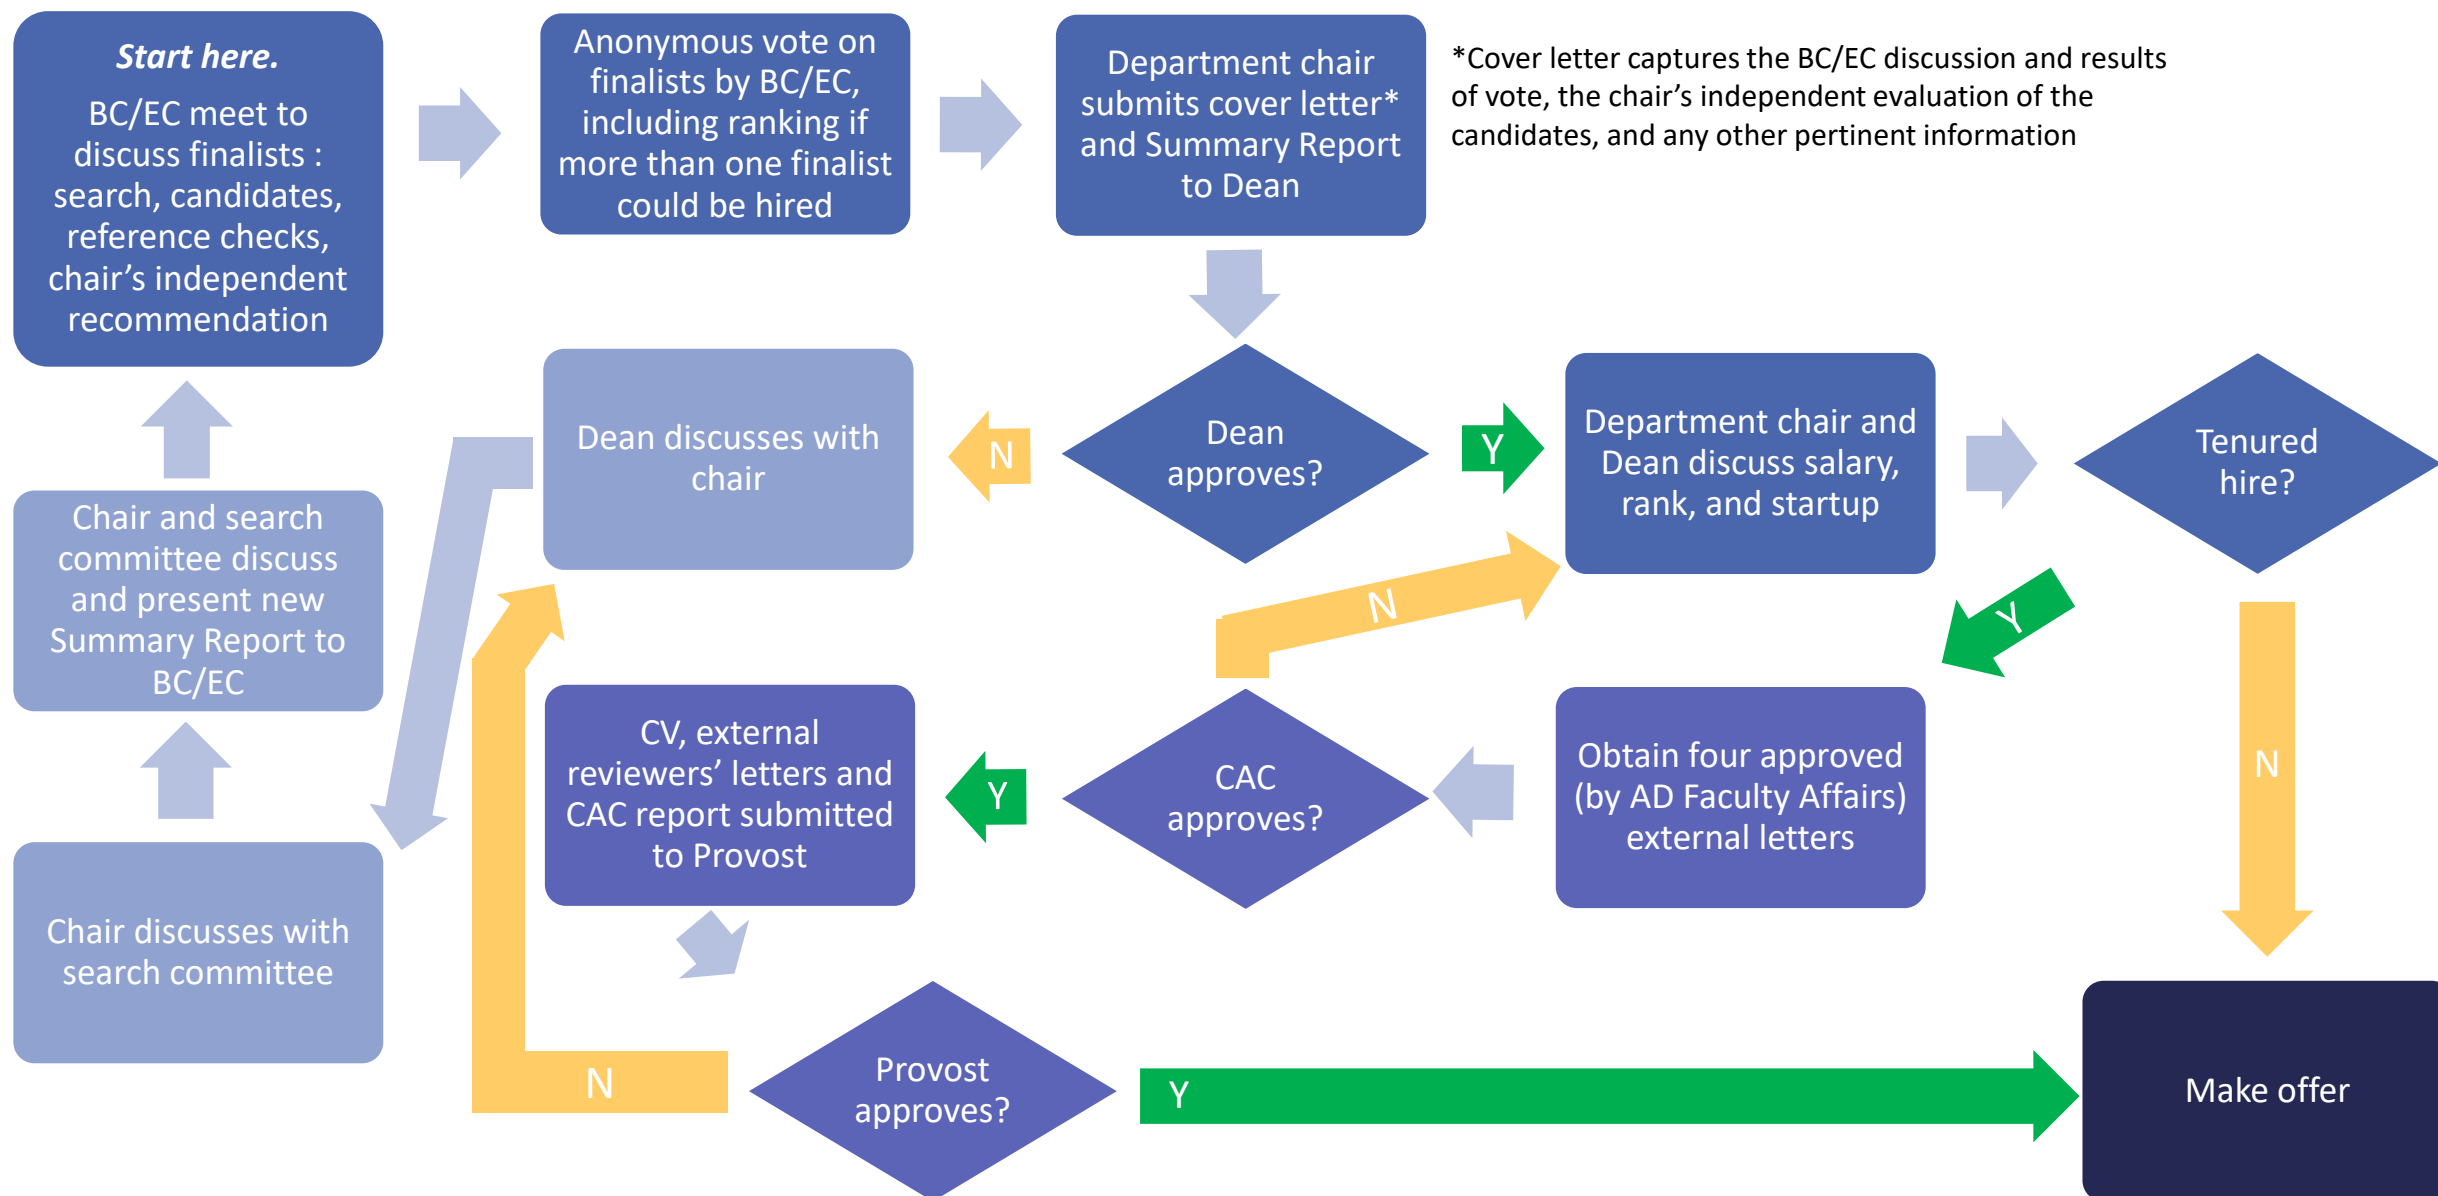 Start here.
BC/EC meet to
discuss finalists :
search, candidates,
reference checks,
chair’s independent
recommendation
Anonymous vote on
finalists by BC/EC,
including ranking if
more than one finalist
could be hired
Department chair
submits cover letter*
and Summary Report
to Dean
*Cover letter captures the BC/EC discussion and results
of vote, the chair’s independent evaluation of the
candidates, and any other pertinent information
Dean discusses with
chair
N
Dean
approves?
Y
Department chair and
Dean discuss salary,
rank, and startup
Tenured
hire?
Chair and search
committee discuss
and present new
Summary Report to
BC/EC
N
Y
CV, external
reviewers’ letters and
CAC report submitted
to Provost
Y
CAC
approves?
Obtain four approved
(by AD Faculty Affairs)
external letters
N
Chair discusses with
search committee
N
Provost
approves?
Y
Make offer